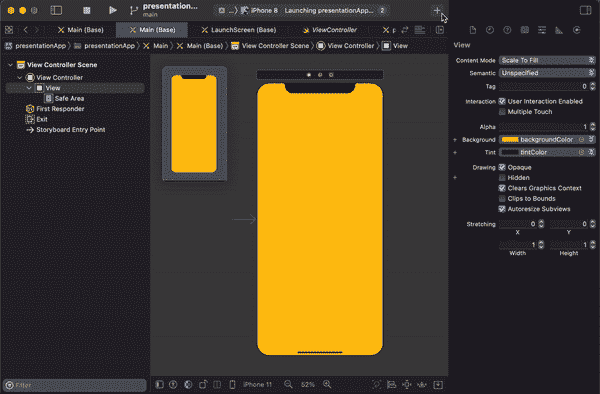 presentation...
main
iPhone 8
Launching presentationApp...
2
Main (Base)
Main (Base)
LaunchScreen (Base)
ViewController
presentationApp
presentationApp
Main
Main (Base)
View Controller Scene
View Controller
View
View Controller Scene
View Controller
View
Safe Area
First Responder
Exit
Storyboard Entry Point
View
Content Mode Scale To Fill
Semantic Unspecified
Tag 0
Interaction User Interaction Enabled
Multiple Touch
Alpha 1
Background backgroundColor
Tint tintColor
Drawing Opaque
Hidden
Clears Graphics Context
Clips to Bounds
Autoresize Subviews
Stretching 0 0
X Y
1 1
Width Height
Filter
iPhone 11
52%